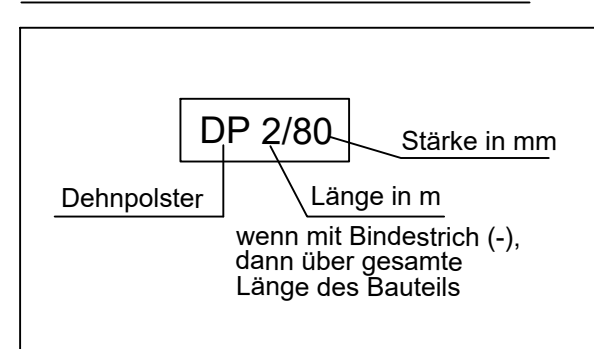 DP 2/80
Stärke in mm
Dehnpolster
Länge in m
wenn mit Bindestrich (-),
dann über gesamte
Länge des Bauteils